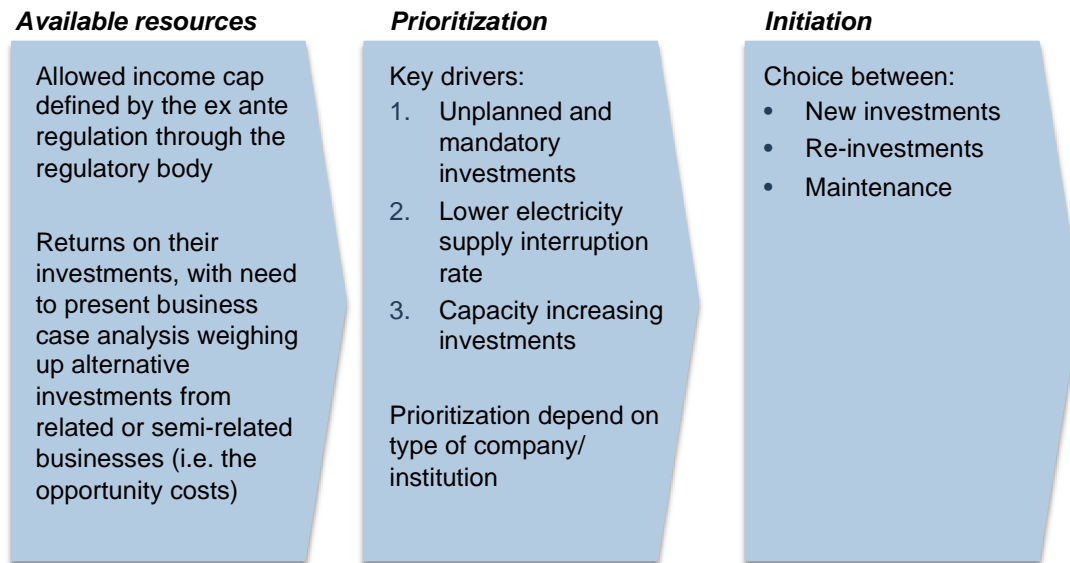 Available resources
Allowed income cap
defined by the ex ante
regulation through the
regulatory body
Returns on their
investments, with need
to present business
case analysis weighing
up alternative
investments from
related or semi-related
businesses (i.e. the
opportunity costs)
Prioritization
Key drivers:
1. Unplanned and
mandatory
investments
2. Lower electricity
supply interruption
rate
3. Capacity increasing
investments
Prioritization depend on
type of company/
institution
Initiation
Choice between:
• New investments
• Re-investments
• Maintenance